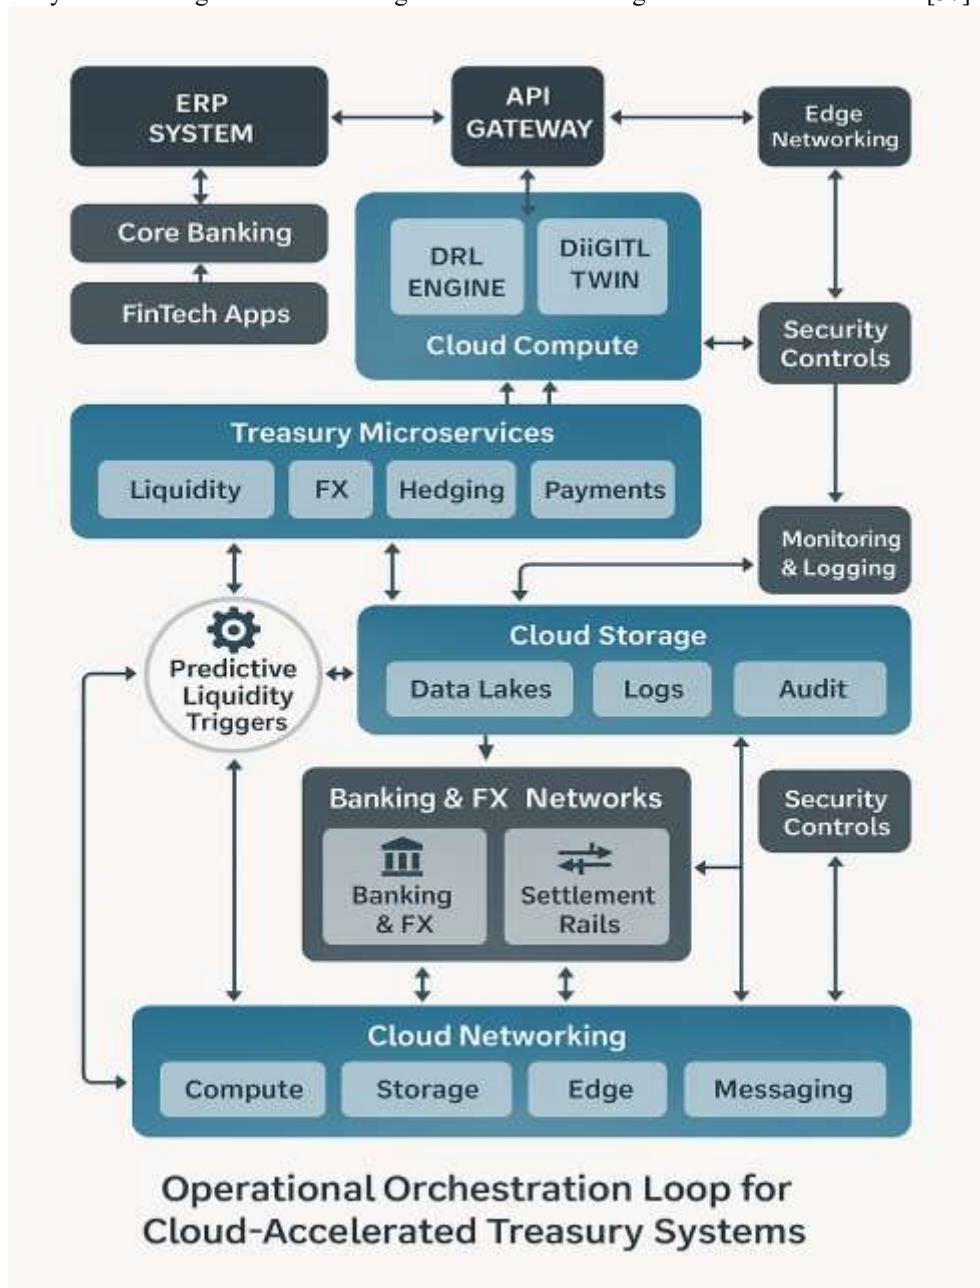 ERP
SYSTEM
API
GATEWAY
Edge
Networking
Core Banking
FinTech Apps
DRL
ENGINE
DiiGITL
TWIN
Cloud Compute
Security
Controls
Treasury Microservices
Liquidity
FX
Hedging
Payments
Monitoring
& Logging
Predictive
Liquidity
Triggers
Cloud Storage
Data Lakes
Logs
Audit
Banking & FX Networks
Banking
& FX
Settlement
Rails
Security
Controls
Cloud Networking
Compute
Storage
Edge
Messaging
Operational Orchestration Loop for
Cloud-Accelerated Treasury Systems